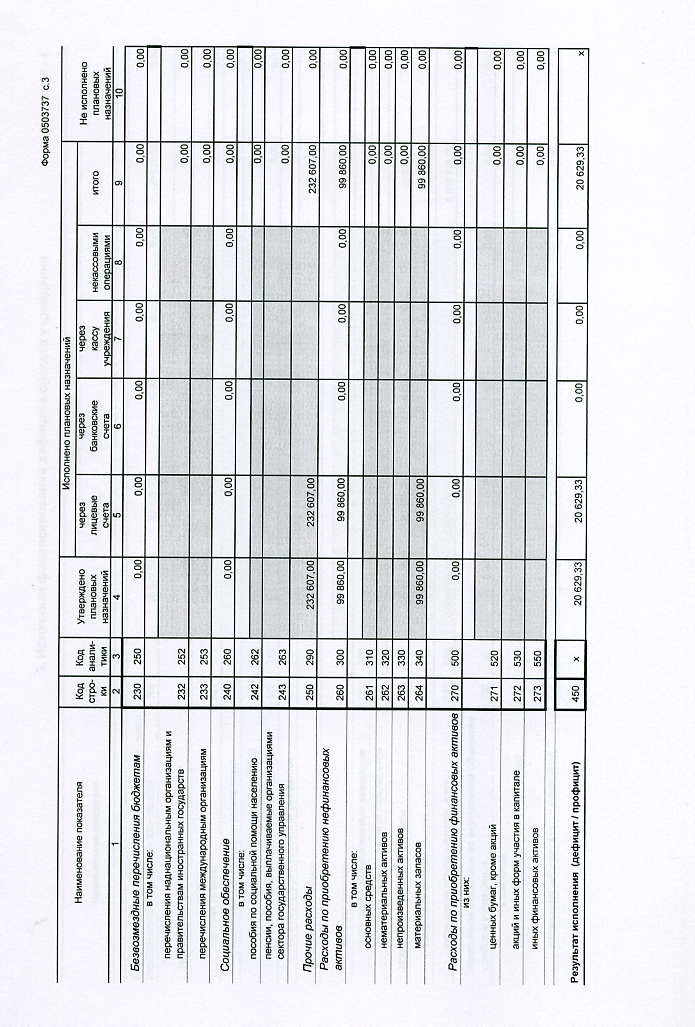 Форма 0503737 с.3
Наименование показателя | Код стро-ки | Код анали-тики | Утверждено плановых назначений | Исполнено плановых назначений | Не исполнено плановых назначений
через лицевые счета | через банковские счета | через кассу учреждения | некассовыми операциями | итого
1 | 2 | 3 | 4 | 5 | 6 | 7 | 8 | 9 | 10
Безвозмездные перечисления бюджетам | 230 | 250 | 0,00 | 0,00 | 0,00 | 0,00 | 0,00 | 0,00 | 0,00
в том числе:
перечисления наднациональным организациям и
правительствам иностранных государств | 232 | 252 | 0,00 | 0,00
перечисления международным организациям | 233 | 253 | 0,00 | 0,00
Социальное обеспечение | 240 | 260 | 0,00 | 0,00 | 0,00 | 0,00 | 0,00 | 0,00 | 0,00
в том числе:
пособия по социальной помощи населению | 242 | 262 | 0,00 | 0,00
пенсии, пособия, выплачиваемые организациями
сектора государственного управления | 243 | 263 | 0,00 | 0,00
Прочие расходы | 250 | 290 | 232 607,00 | 232 607,00 | 232 607,00 | 0,00
Расходы по приобретению нефинансовых
активов | 260 | 300 | 99 860,00 | 99 860,00 | 0,00 | 0,00 | 0,00 | 99 860,00 | 0,00
в том числе:
основных средств | 261 | 310 | 0,00 | 0,00
нематериальных активов | 262 | 320 | 0,00 | 0,00
непроизведенных активов | 263 | 330 | 0,00 | 0,00
материальных запасов | 264 | 340 | 99 860,00 | 99 860,00 | 99 860,00 | 0,00
Расходы по приобретению финансовых активов | 270 | 500 | 0,00 | 0,00 | 0,00 | 0,00 | 0,00 | 0,00 | 0,00
из них:
ценных бумаг, кроме акций | 271 | 520 | 0,00 | 0,00
акций и иных форм участия в капитале | 272 | 530 | 0,00 | 0,00
иных финансовых активов | 273 | 550 | 0,00 | 0,00
Результат исполнения (дефицит / профицит) | 450 | х | 20 629,33 | 20 629,33 | 0,00 | 0,00 | 0,00 | 20 629,33 | х